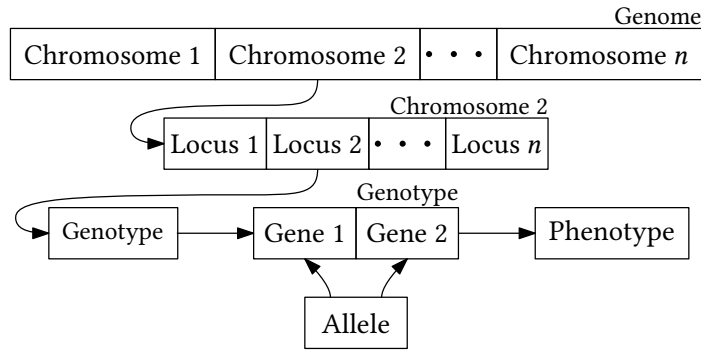 Genome
Chromosome 1 Chromosome 2 · · · Chromosome n
Chromosome 2
Locus 1 Locus 2 · · · Locus n
Genotype
Genotype Gene 1 Gene 2 Phenotype
Allele